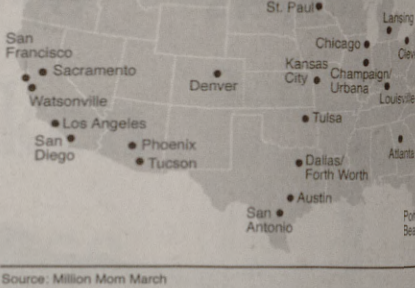 St. Paul
Lansing
San
Francisco
Chicago
Sacramento
Kansas
City
Champaign/
Urbana
Denver
Watsonville
Louisville
Los Angeles
Tulsa
San
Diego
Phoenix
Tucson
Atlanta
Dallas/
Forth Worth
Austin
San
Antonio
Source: Million Mom March